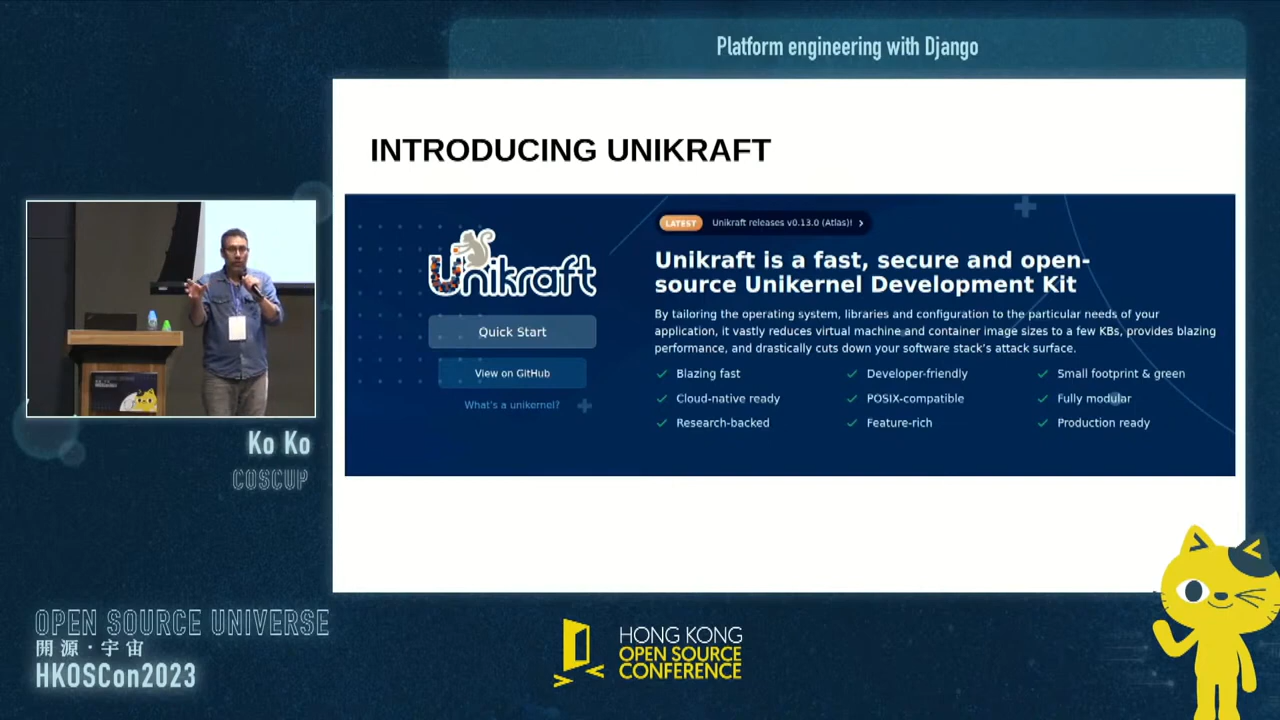 Platform engineering with Django
INTRODUCING UNIKRAFT
LATEST Unikraft releases v0.13.0 (Atlas)! >
Unikraft
Unikraft is a fast, secure and open-
source Unikernel Development Kit
Quick Start
View on GitHub
What's a unikernel?
By tailoring the operating system, libraries and configuration to the particular needs of your
application, it vastly reduces virtual machine and container image sizes to a few KBs, provides blazing
performance, and drastically cuts down your software stack's attack surface.
Blazing fast
Developer-friendly
Small footprint & green
Cloud-native ready
POSIX-compatible
Fully modular
Research-backed
Feature-rich
Production ready
Ko Ko
COSCUP
OPEN SOURCE UNIVERSE
開源·宇宙
HKOSCon2023
HONG KONG
OPEN SOURCE
CONFERENCE